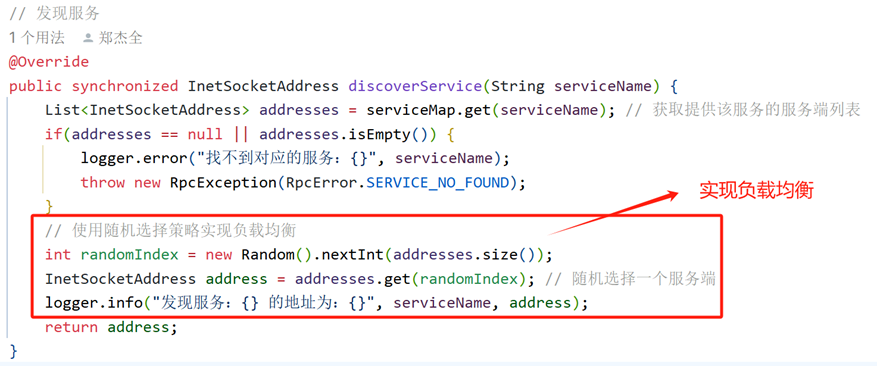 // 发现服务
1 个用法 郑杰全
@Override
public synchronized InetSocketAddress discoverService(String serviceName) {
List<InetSocketAddress> addresses = serviceMap.get(serviceName); // 获取提供该服务的服务端列表
if(addresses == null || addresses.isEmpty()) {
logger.error("找不到对应的服务：{}", serviceName);
throw new RpcException(RpcError.SERVICE_NO_FOUND);
}
实现负载均衡
// 使用随机选择策略实现负载均衡
int randomIndex = new Random().nextInt(addresses.size());
InetSocketAddress address = addresses.get(randomIndex); // 随机选择一个服务端
logger.info("发现服务：{} 的地址为：{}", serviceName, address);
return address;
}